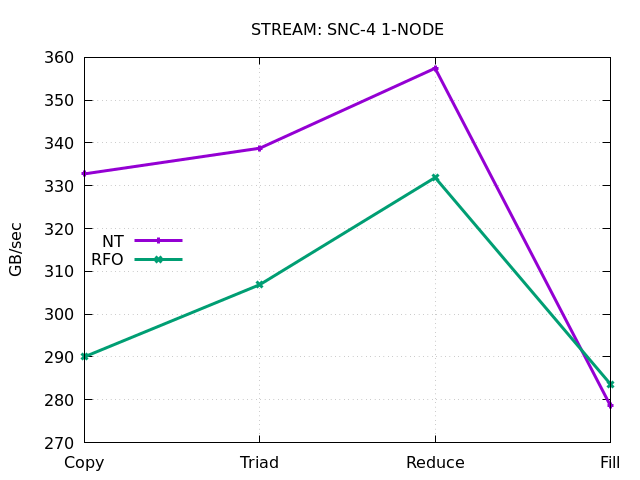 STREAM: SNC-4 1-NODE
360
350
340
330
320
310
300
290
280
270
GB/sec
NT
RFO
Copy Triad Reduce Fill